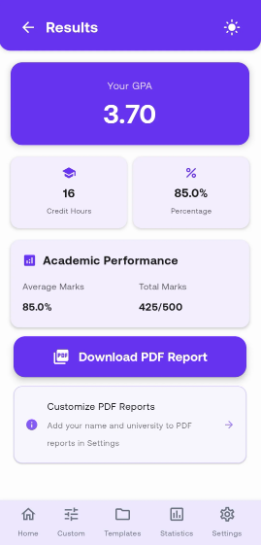 Results
Your GPA
3.70
16
Credit Hours
85.0%
Percentage
Academic Performance
Average Marks
85.0%
Total Marks
425/500
PDF
Download PDF Report
Customize PDF Reports
Add your name and university to PDF
reports in Settings
Home
Custom
Templates
Statistics
Settings